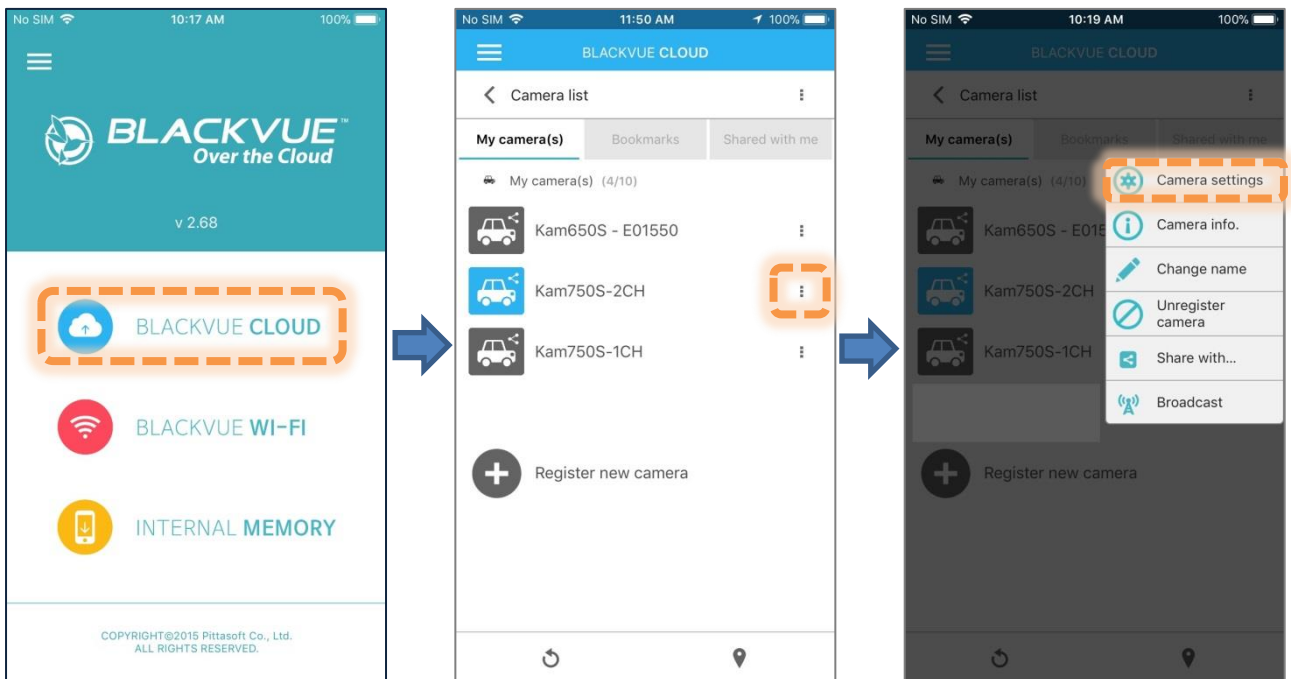 No SIM 10:17 AM 100%
BLACKVUE™
Over the Cloud
v 2.68
BLACKVUE CLOUD
BLACKVUE WI-FI
INTERNAL MEMORY
COPYRIGHT©2015 Pittasoft Co., Ltd.
ALL RIGHTS RESERVED.
No SIM 11:50 AM 100%
BLACKVUE CLOUD
Camera list
My camera(s) Bookmarks Shared with me
My camera(s) (4/10)
Kam650S - E01550
Kam750S-2CH
Kam750S-1CH
Register new camera
No SIM 10:19 AM 100%
BLACKVUE CLOUD
Camera list
My camera(s) Bookmarks Shared with me
My camera(s) (4/10)
Kam650S - E015
Kam750S-2CH
Kam750S-1CH
Register new camera
Camera settings
Camera info.
Change name
Unregister
camera
Share with...
Broadcast